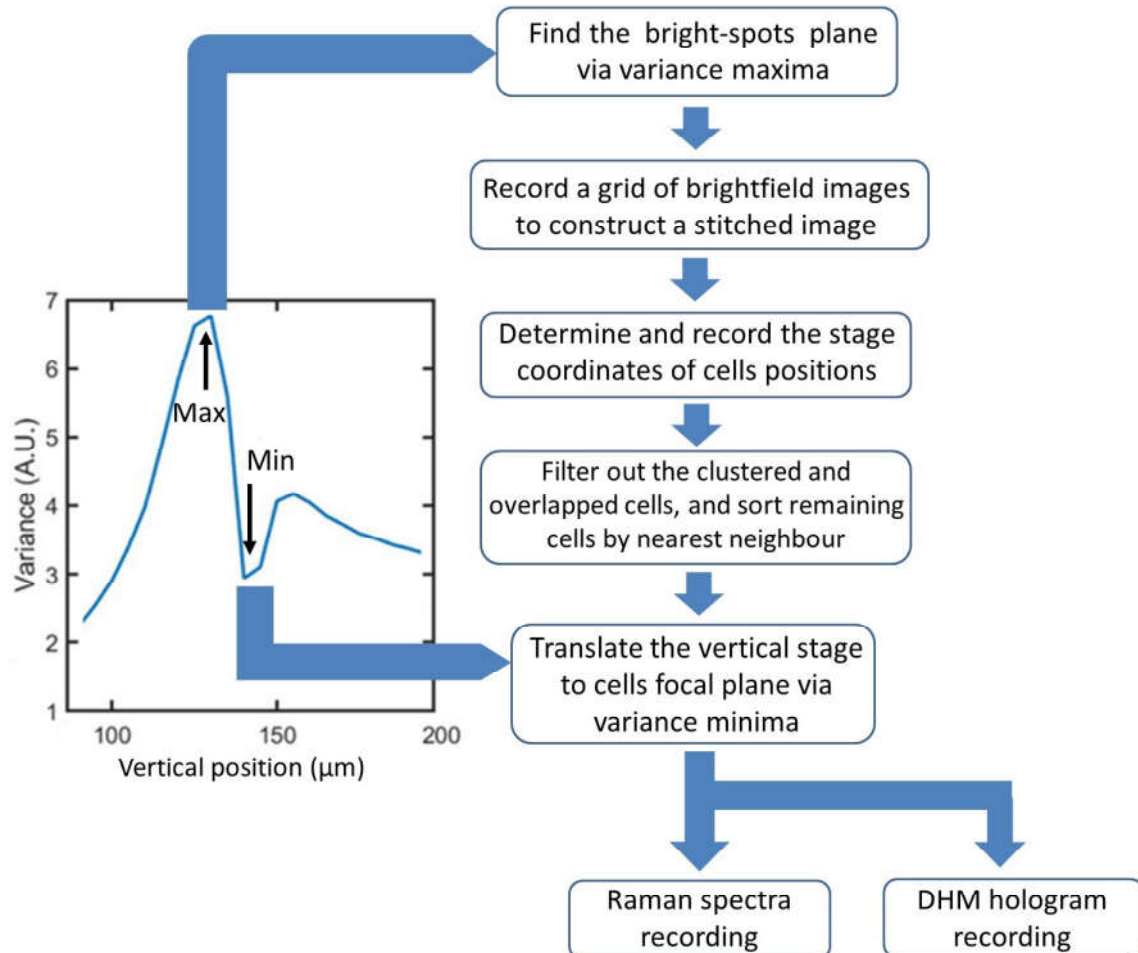 Find the bright-spots plane
via variance maxima
Record a grid of brightfield images
to construct a stitched image
Determine and record the stage
coordinates of cells positions
Filter out the clustered and
overlapped cells, and sort remaining
cells by nearest neighbour
Translate the vertical stage
to cells focal plane via
variance minima
Raman spectra
recording
DHM hologram
recording
7
6
5
4
3
2
1
Variance (A.U.)
Max
Min
100
150
200
Vertical position (μm)